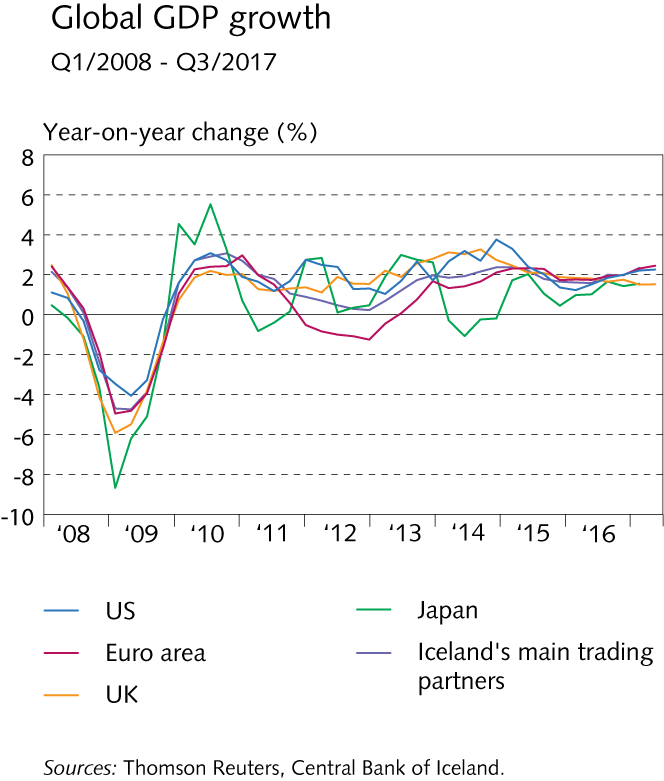 Global GDP growth
Q1/2008 - Q3/2017
Year-on-year change (%)
8
6
4
2
0
-2
-4
-6
-8
-10
‘08 ‘09 ‘10 ‘11 ‘12 ‘13 ‘14 ‘15 ‘16
US
Euro area
UK
Japan
Iceland's main trading
partners
Sources: Thomson Reuters, Central Bank of Iceland.